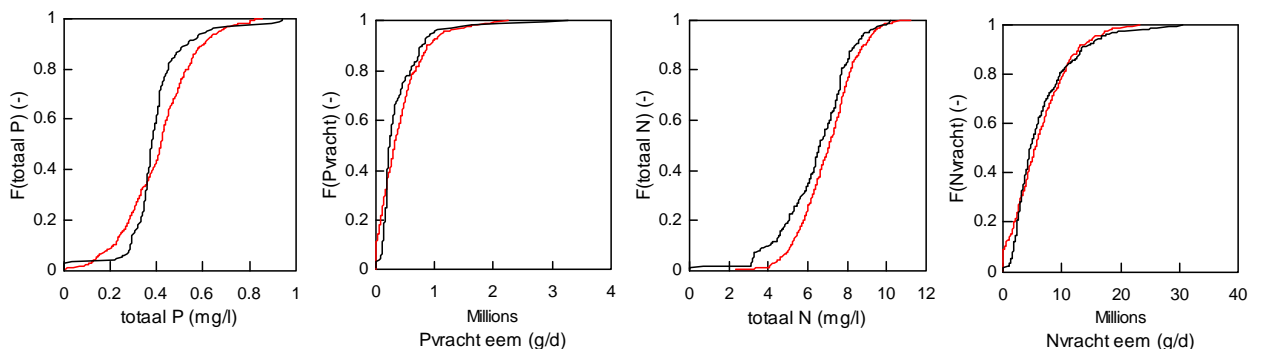 F(totaal P) (-)
1
0.8
0.6
0.4
0.2
0
0 0.2 0.4 0.6 0.8 1
totaal P (mg/l)
F(Pvracht) (-)
1
0.8
0.6
0.4
0.2
0
0 1 2 3 4
Millions
Pvracht eem (g/d)
F(totaal N) (-)
1
0.8
0.6
0.4
0.2
0
0 2 4 6 8 10 12
totaal N (mg/l)
F(Nvracht) (-)
1
0.8
0.6
0.4
0.2
0
0 10 20 30 40
Millions
Nvracht eem (g/d)